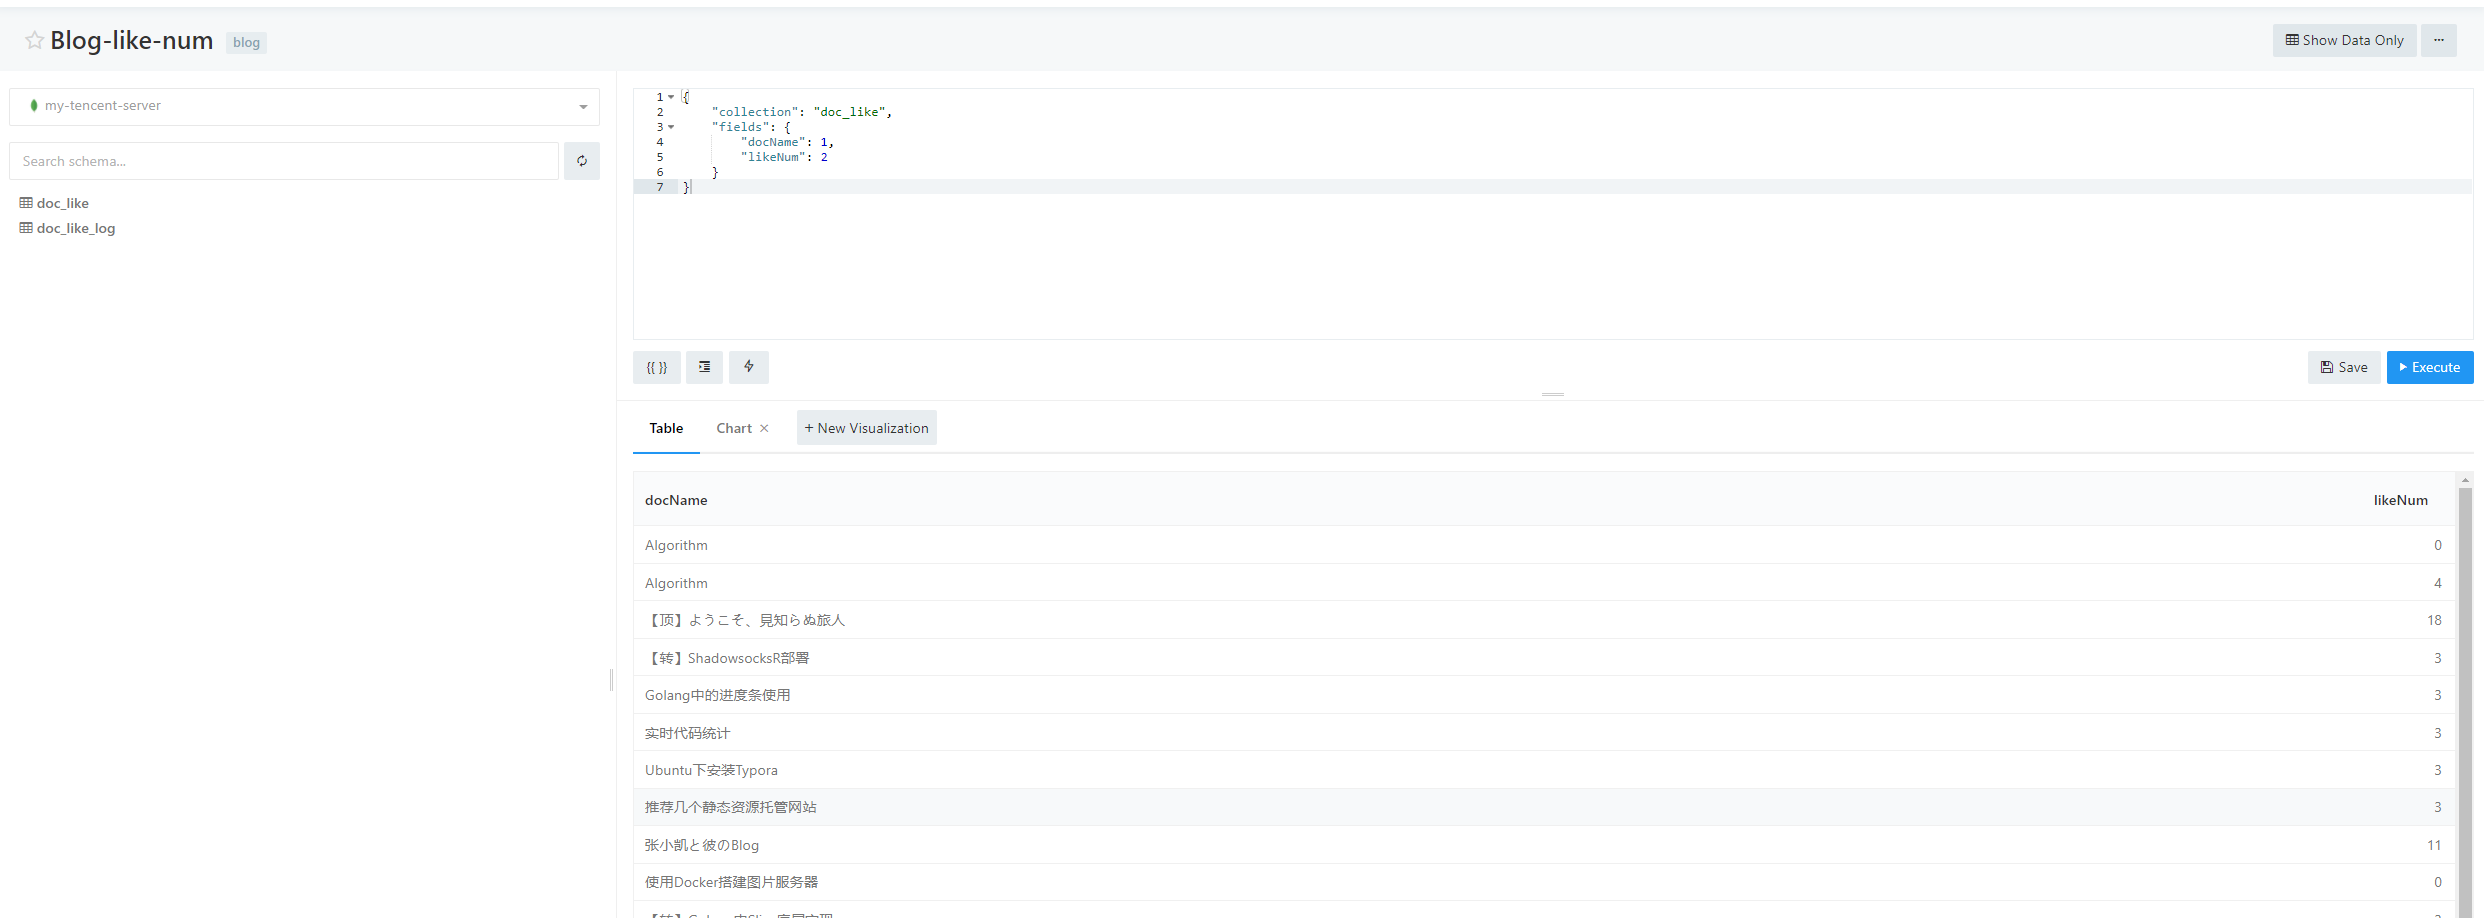 Blog-like-num blog
Show Data Only ...
my-tencent-server
Search schema...
doc_like
doc_like_log
1 {
2 "collection": "doc_like",
3 "fields": {
4 "docName": 1,
5 "likeNum": 2
6 }
7 }
{{ }}
Save Execute
Table Chart × + New Visualization
docName likeNum
Algorithm 0
Algorithm 4
【顶】ようこそ、見知らぬ旅人 18
【转】ShadowsocksR部署 3
Golang中的进度条使用 3
实时代码统计 3
Ubuntu下安装Typora 3
推荐几个静态资源托管网站 3
张小凯と彼のBlog 11
使用Docker搭建图片服务器 0